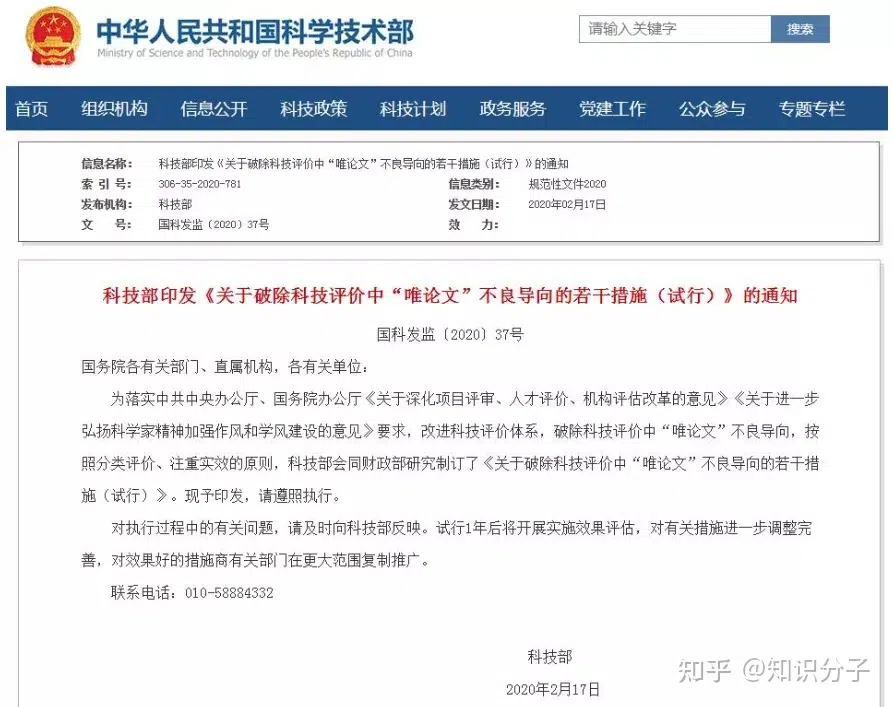 中华人民共和国科学技术部
Ministry of Science and Technology of the People's Republic of China
请输入关键字
搜索
首页 组织机构 信息公开 科技政策 科技计划 政务服务 党建工作 公众参与 专题专栏
信息名称： 科技部印发《关于破除科技评价中“唯论文”不良导向的若干措施（试行）》的通知
索 引 号： 306-35-2020-781 信息类别： 规范性文件2020
发布机构： 科技部 发文日期： 2020年02月17日
文 号： 国科发监〔2020〕37号 效 力：
科技部印发《关于破除科技评价中“唯论文”不良导向的若干措施（试行）》的通知
国科发监〔2020〕37号
国务院各有关部门、直属机构，各有关单位：
为落实中共中央办公厅、国务院办公厅《关于深化项目评审、人才评价、机构评估改革的意见》《关于进一步
弘扬科学家精神加强作风和学风建设的意见》要求，改进科技评价体系，破除科技评价中“唯论文”不良导向，按
照分类评价、注重实效的原则，科技部会同财政部研究制订了《关于破除科技评价中“唯论文”不良导向的若干措
施（试行）》。现予印发，请遵照执行。
对执行过程中的有关问题，请及时向科技部反映。试行1年后将开展实施效果评估，对有关措施进一步调整完
善，对效果好的措施商有关部门在更大范围复制推广。
联系电话：010-58884332
科技部
2020年2月17日
知乎 @知识分子